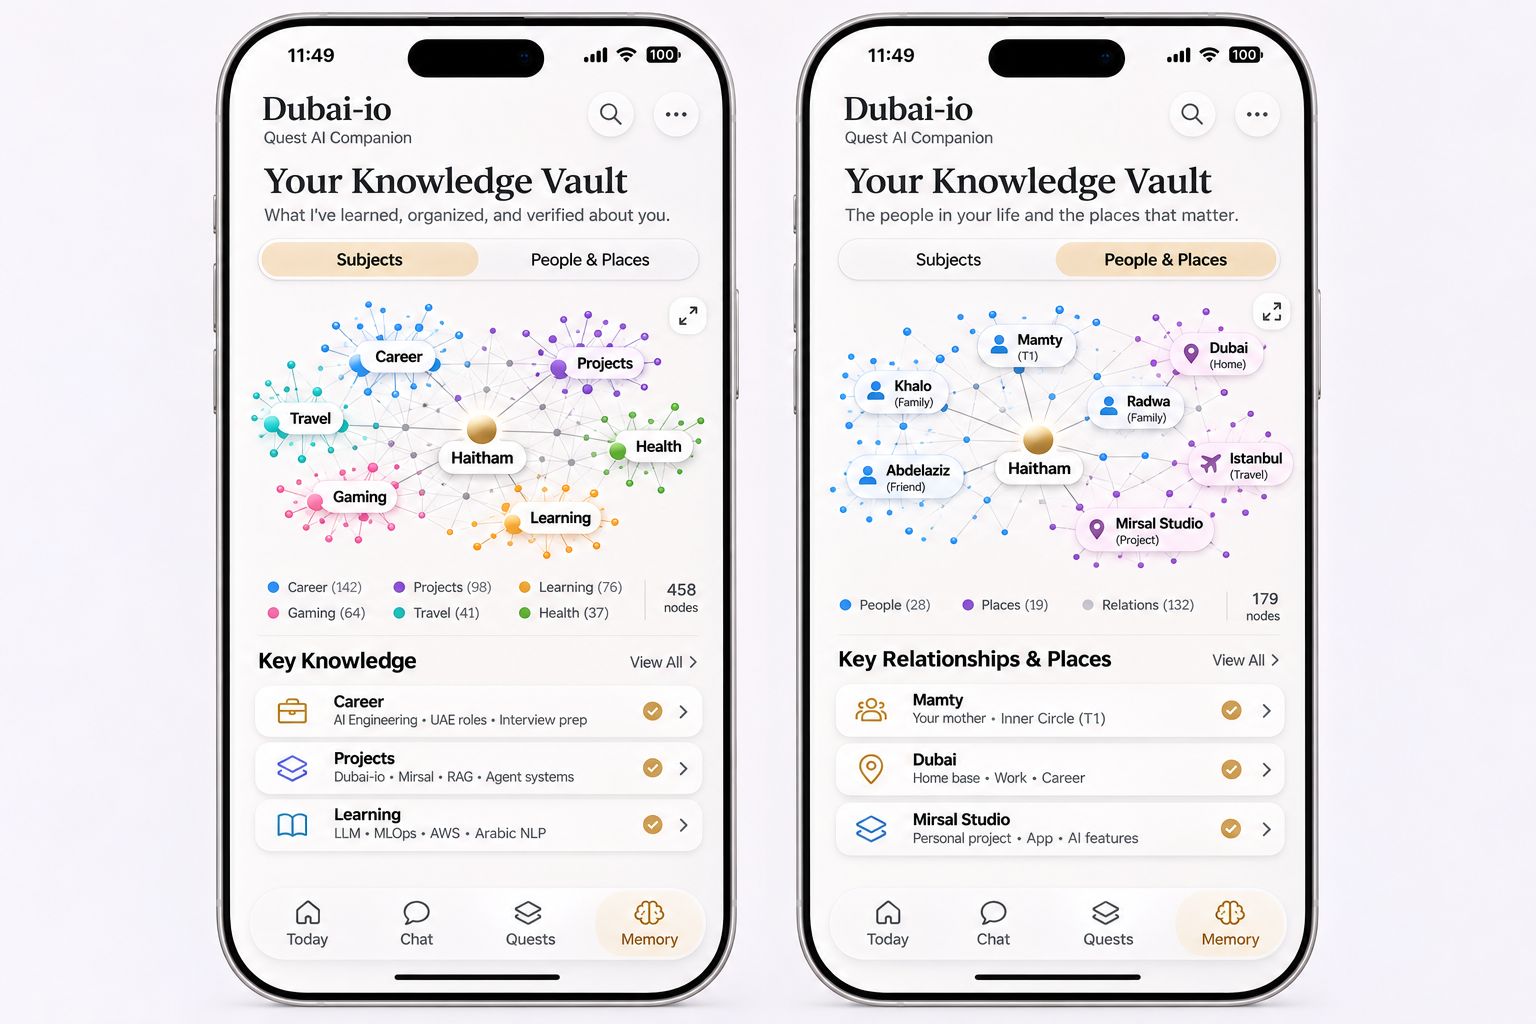 11:49
100
Dubai-io
Quest AI Companion
Your Knowledge Vault
What I've learned, organized, and verified about you.
Subjects
People & Places
Career
Projects
Travel
Haitham
Health
Gaming
Learning
Career (142)
Projects (98)
Learning (76)
458
nodes
Gaming (64)
Travel (41)
Health (37)
Key Knowledge
View All
Career
AI Engineering • UAE roles • Interview prep
Projects
Dubai-io • Mirsal • RAG • Agent systems
Learning
LLM • MLOps • AWS • Arabic NLP
Today
Chat
Quests
Memory
11:49
100
Dubai-io
Quest AI Companion
Your Knowledge Vault
The people in your life and the places that matter.
Subjects
People & Places
Mamty
(T1)
Dubai
(Home)
Khalo
(Family)
Radwa
(Family)
Haitham
Istanbul
(Travel)
Abdelaziz
(Friend)
Mirsal Studio
(Project)
People (28)
Places (19)
Relations (132)
179
nodes
Key Relationships & Places
View All
Mamty
Your mother • Inner Circle (T1)
Dubai
Home base • Work • Career
Mirsal Studio
Personal project • App • AI features
Today
Chat
Quests
Memory